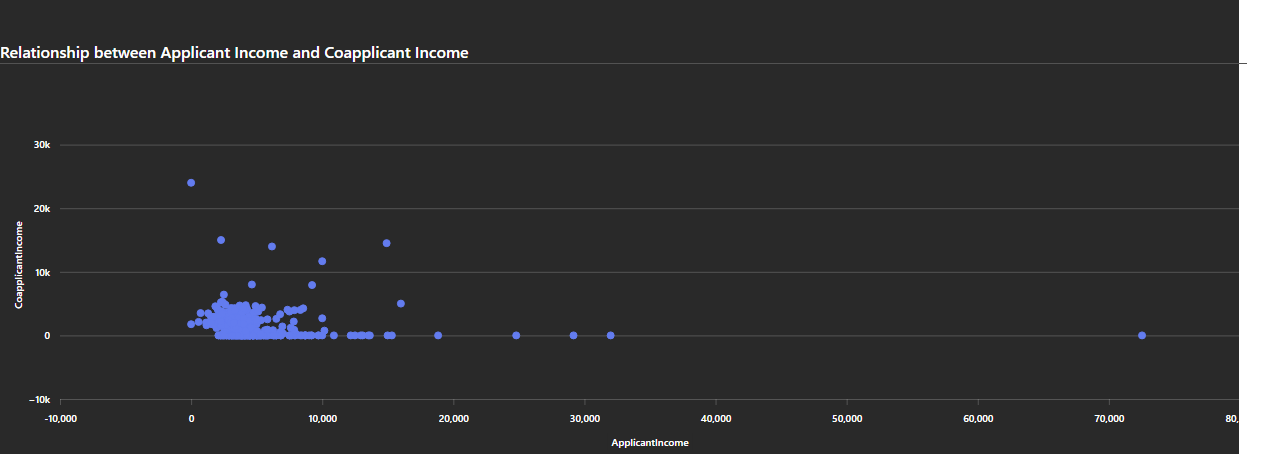 Relationship between Applicant Income and Coapplicant Income
30k
20k
10k
0
−10k
CoapplicantIncome
-10,000 0 10,000 20,000 30,000 40,000 50,000 60,000 70,000 80,
ApplicantIncome